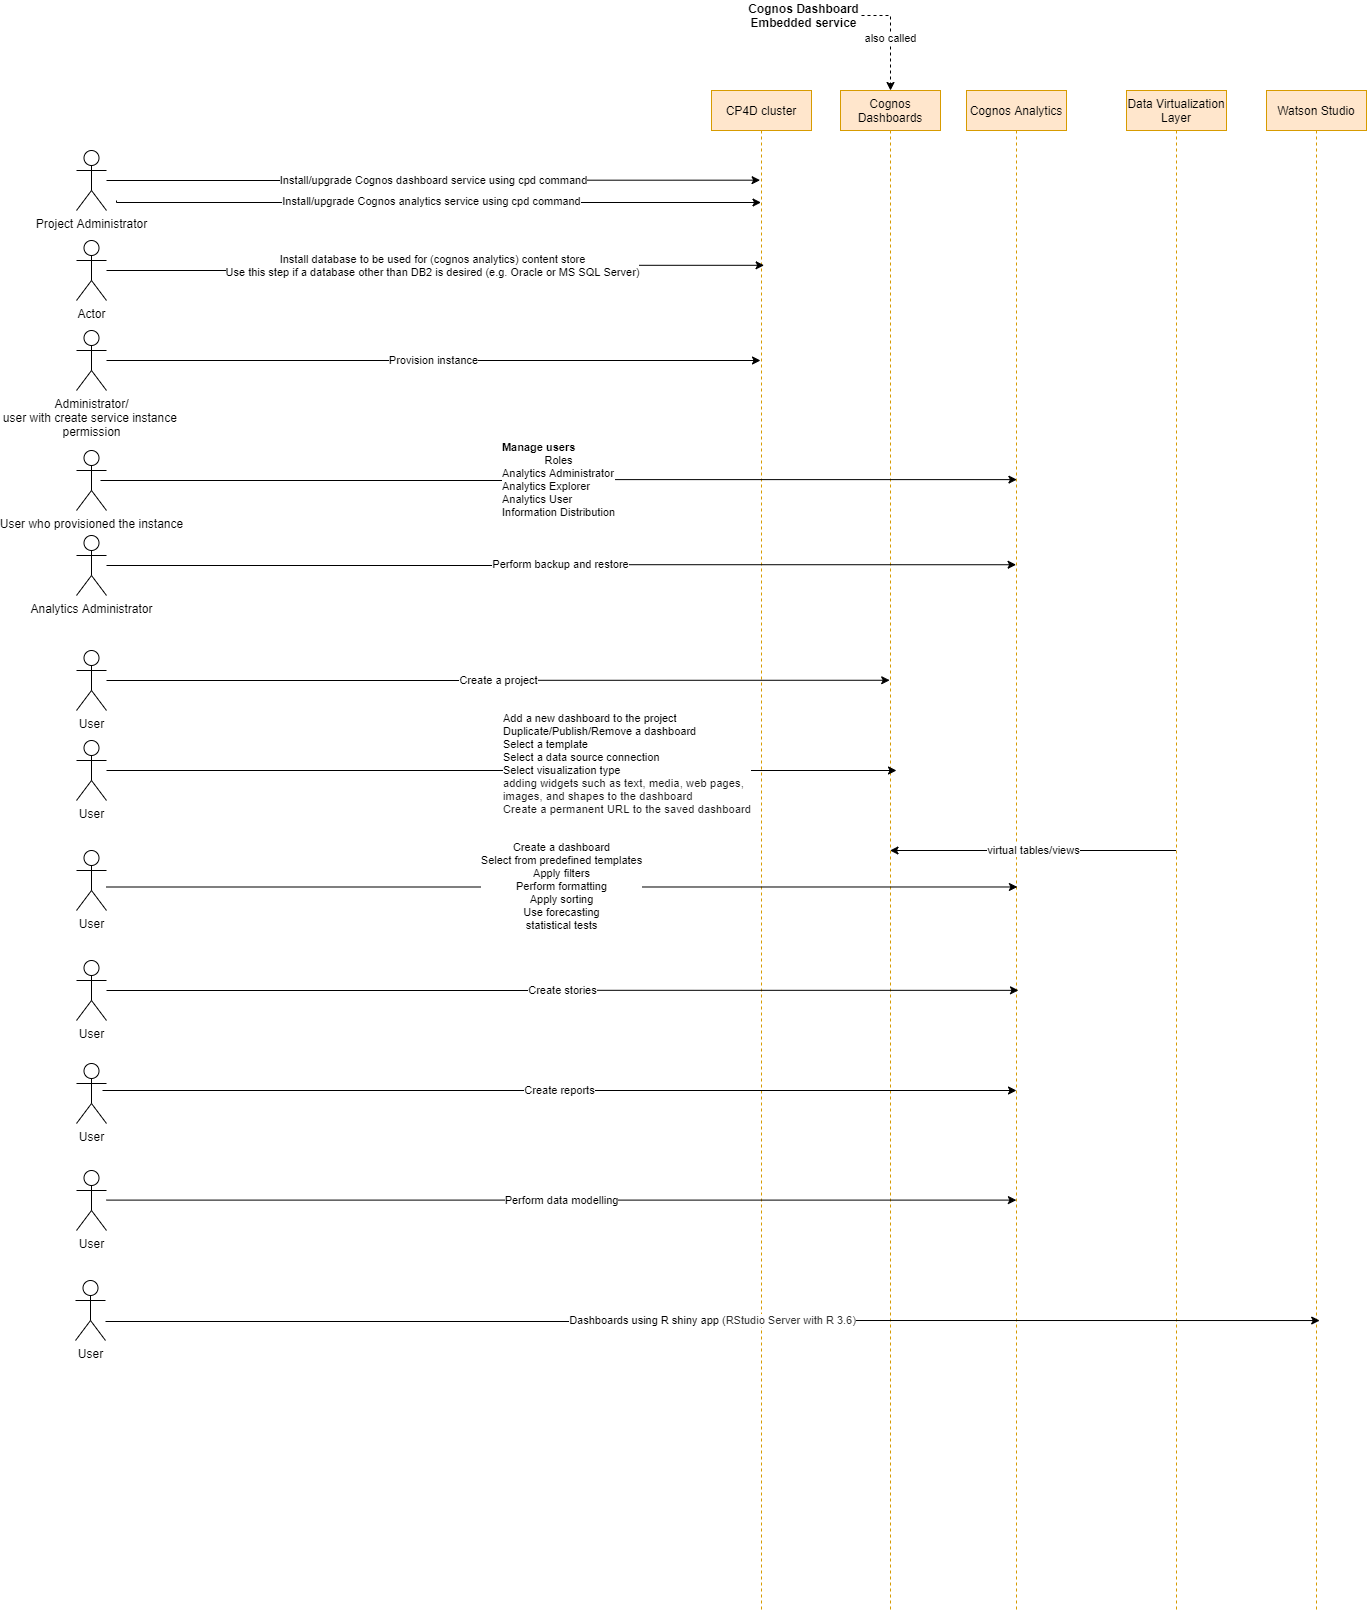 Cognos Dashboard
Embedded service
also called
CP4D cluster
Cognos
Dashboards
Cognos Analytics
Data Virtualization
Layer
Watson Studio
Install/upgrade Cognos dashboard service using cpd command
Install/upgrade Cognos analytics service using cpd command
Project Administrator
Install database to be used for (cognos analytics) content store
Use this step if a database other than DB2 is desired (e.g. Oracle or MS SQL Server)
Actor
Provision instance
Administrator/
user with create service instance
permission
Manage users
Roles
Analytics Administrator
Analytics Explorer
Analytics User
Information Distribution
User who provisioned the instance
Perform backup and restore
Analytics Administrator
Create a project
User
Add a new dashboard to the project
Duplicate/Publish/Remove a dashboard
Select a template
Select a data source connection
Select visualization type
adding widgets such as text, media, web pages,
images, and shapes to the dashboard
Create a permanent URL to the saved dashboard
User
virtual tables/views
Create a dashboard
Select from predefined templates
Apply filters
Perform formatting
Apply sorting
Use forecasting
statistical tests
User
Create stories
User
Create reports
User
Perform data modelling
User
Dashboards using R shiny app (RStudio Server with R 3.6)
User